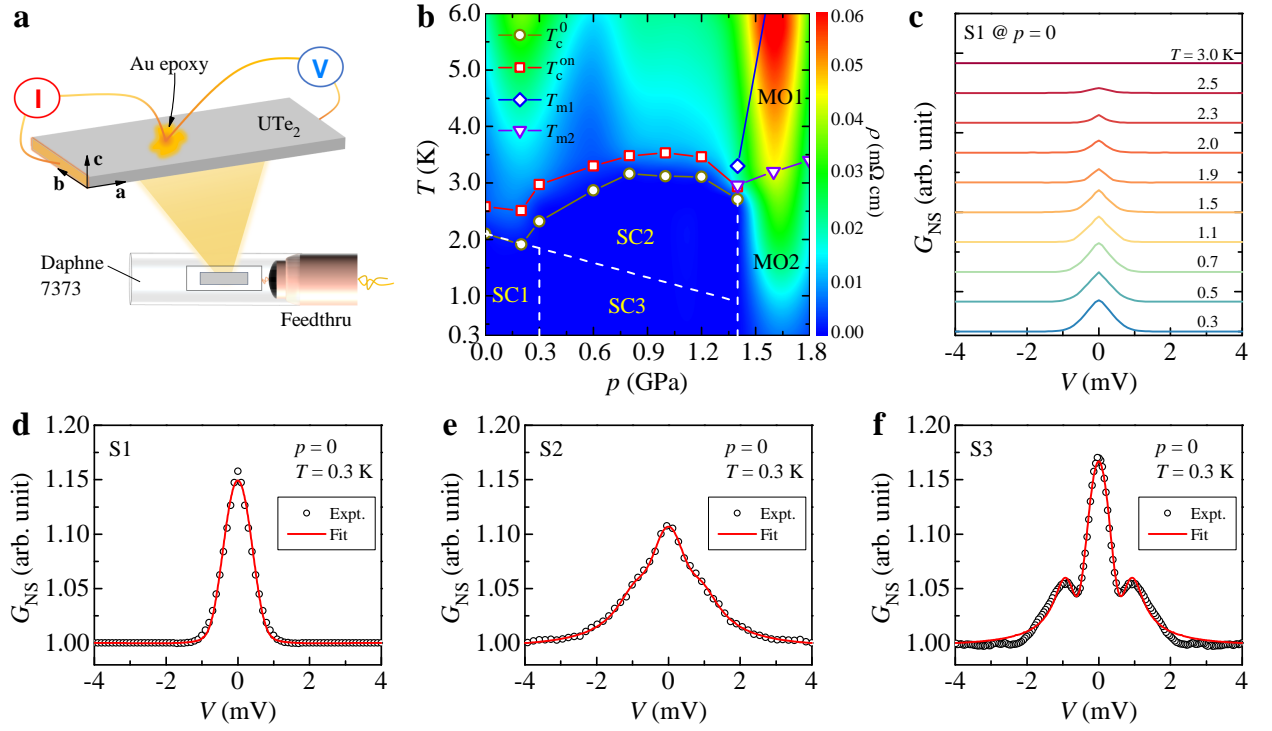 a
I
V
Au epoxy
UTe2
c
b
a
Daphne
7373
Feedthru
b
6.0
5.0
4.0
3.0
2.0
1.0
0.3
T (K)
Tc0
Tcon
Tm1
Tm2
MO1
SC2
MO2
SC1
SC3
0.0
0.3
0.6
0.9
1.2
1.5
1.8
p (GPa)
0.06
0.05
0.04
0.03
0.02
0.01
0.00
ρ (mΩ cm)
c
S1 @ p = 0
T = 3.0 K
2.5
2.3
2.0
1.9
1.5
1.1
0.7
0.5
0.3
GNS (arb. unit)
-4 -2 0 2 4
V (mV)
d
S1
p = 0
T = 0.3 K
Expt.
Fit
1.20
1.15
1.10
1.05
1.00
GNS (arb. unit)
-4 -2 0 2 4
V (mV)
e
S2
p = 0
T = 0.3 K
Expt.
Fit
1.20
1.15
1.10
1.05
1.00
GNS (arb. unit)
-4 -2 0 2 4
V (mV)
f
S3
p = 0
T = 0.3 K
Expt.
Fit
1.20
1.15
1.10
1.05
1.00
GNS (arb. unit)
-4 -2 0 2 4
V (mV)